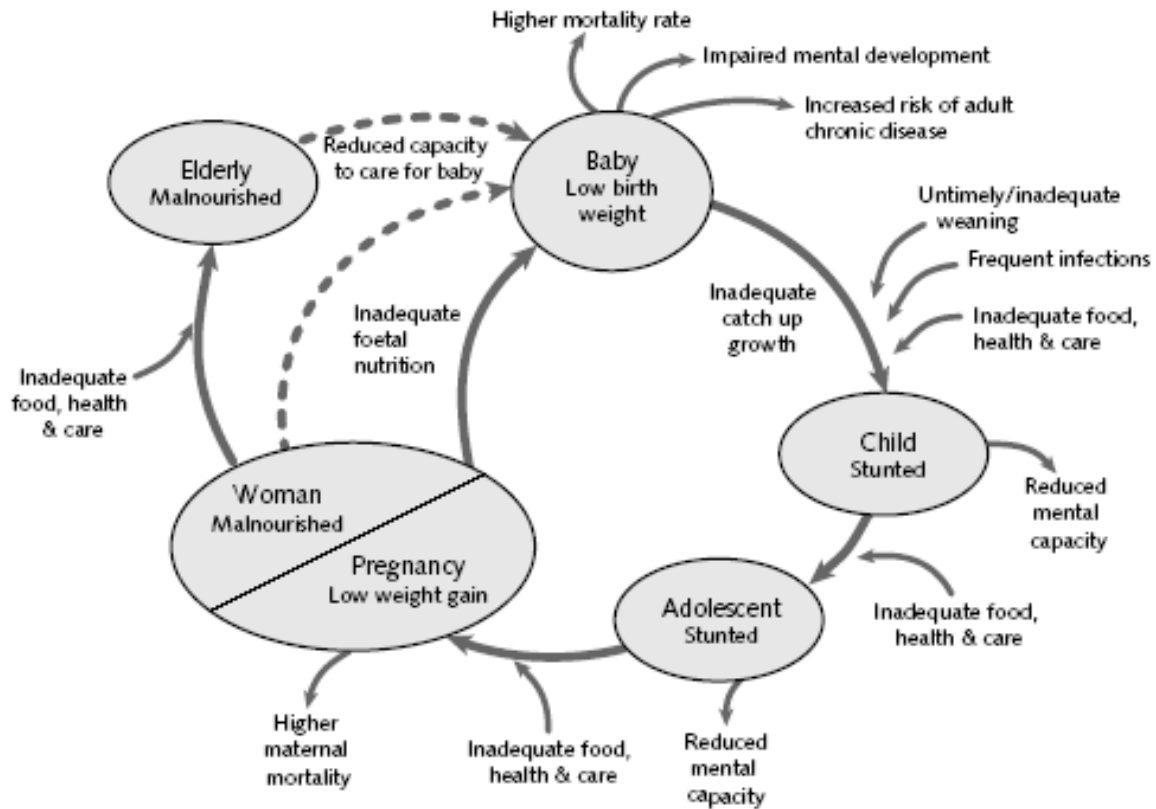 Higher mortality rate
Impaired mental development
Increased risk of adult
chronic disease
Elderly
Malnourished
Reduced capacity
to care for baby
Baby
Low birth
weight
Untimely/inadequate
weaning
Frequent infections
Inadequate food,
health & care
Inadequate
catch up
growth
Inadequate
foetal
nutrition
Inadequate
food, health
& care
Child
Stunted
Reduced
mental
capacity
Woman
Malnourished
Pregnancy
Low weight gain
Adolescent
Stunted
Inadequate food,
health & care
Higher
maternal
mortality
Inadequate food,
health & care
Reduced
mental
capacity